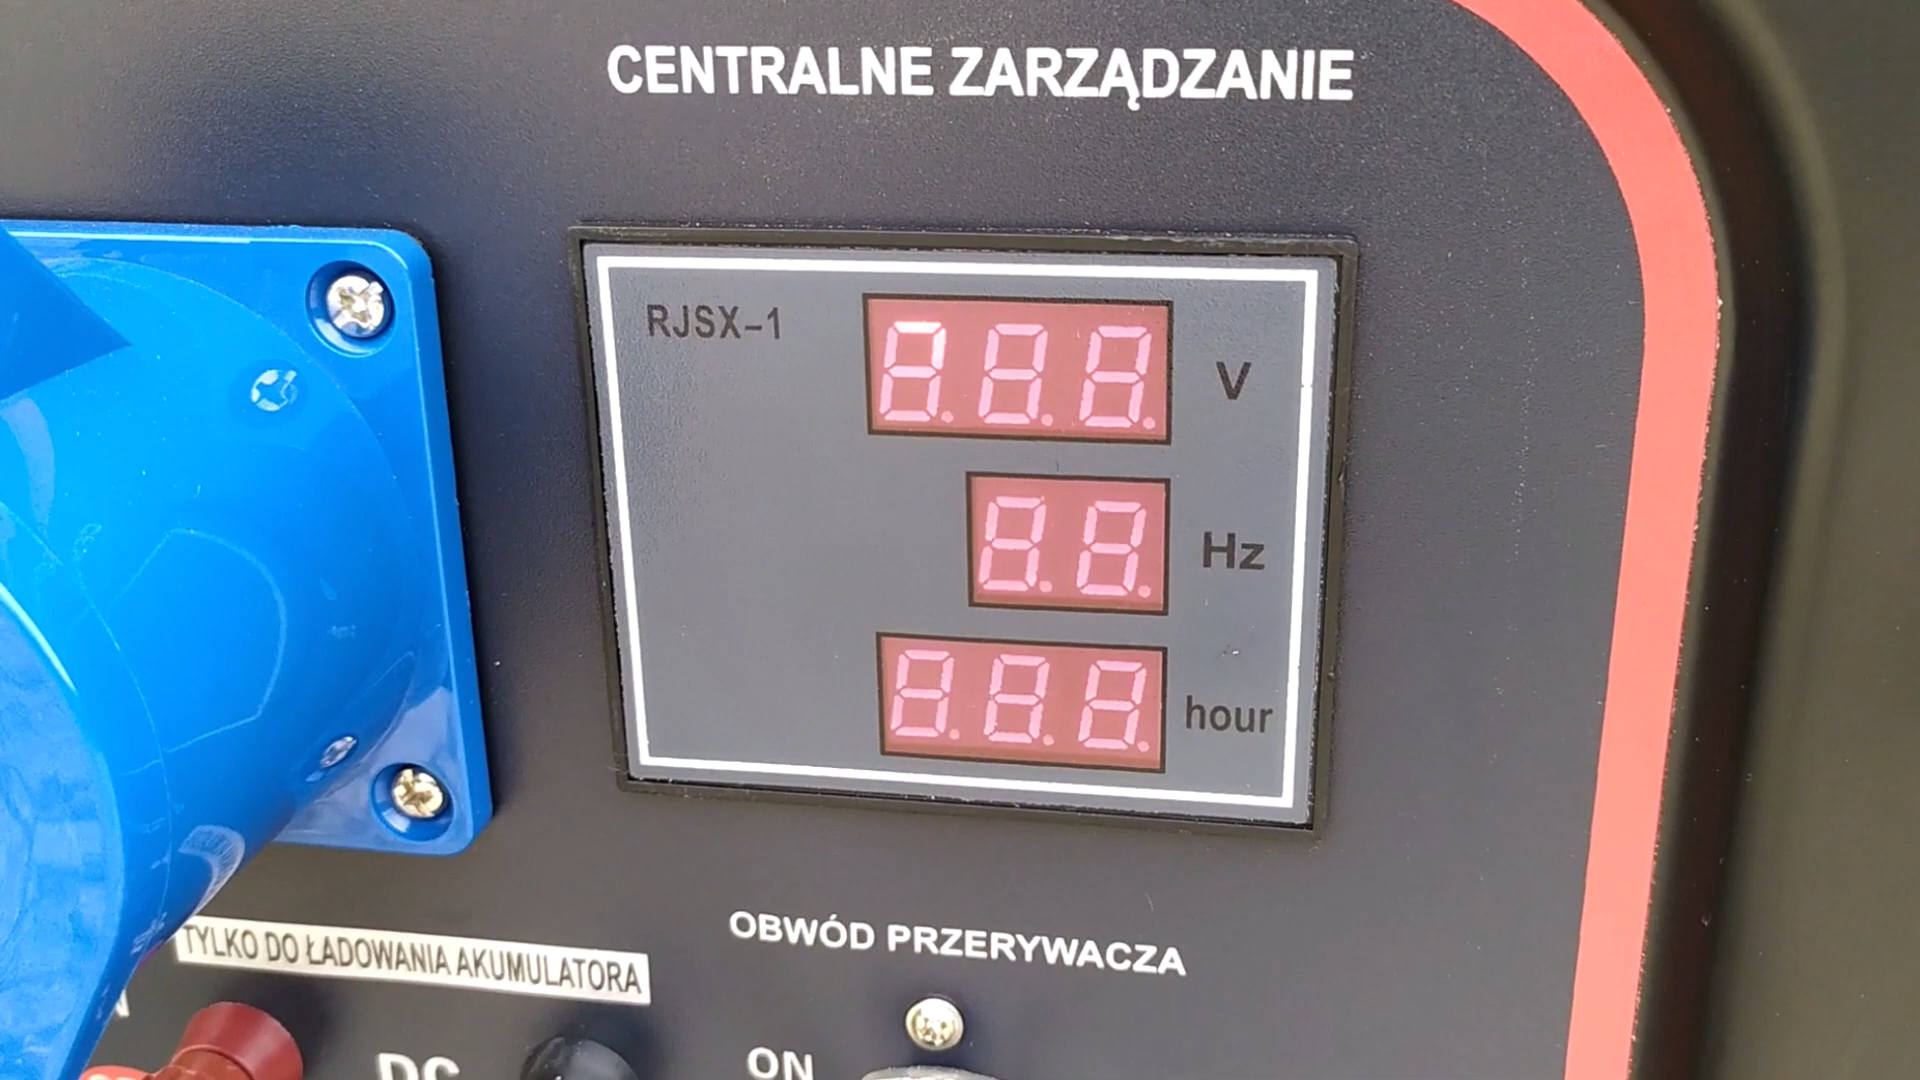 CENTRALNE ZARZĄDZANIE
RJSX-1
V
Hz
hour
TYLKO DO ŁADOWANIA AKUMULATORA
OBWÓD PRZERYWACZA
DC
ON